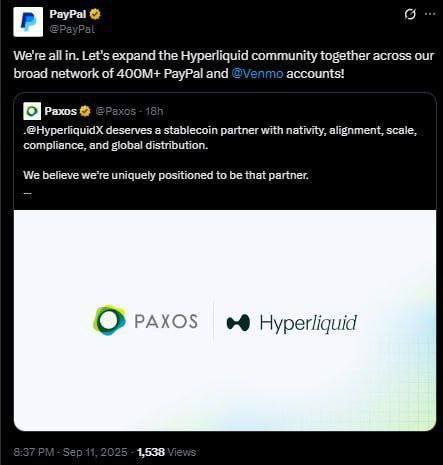 PayPal
@PayPal
We're all in. Let's expand the Hyperliquid community together across our
broad network of 400M+ PayPal and @Venmo accounts!
Paxos @Paxos · 18h
.@HyperliquidX deserves a stablecoin partner with nativity, alignment, scale,
compliance, and global distribution.
We believe we're uniquely positioned to be that partner.
...
PAXOS Hyperliquid
8:37 PM · Sep 11, 2025 · 1,538 Views